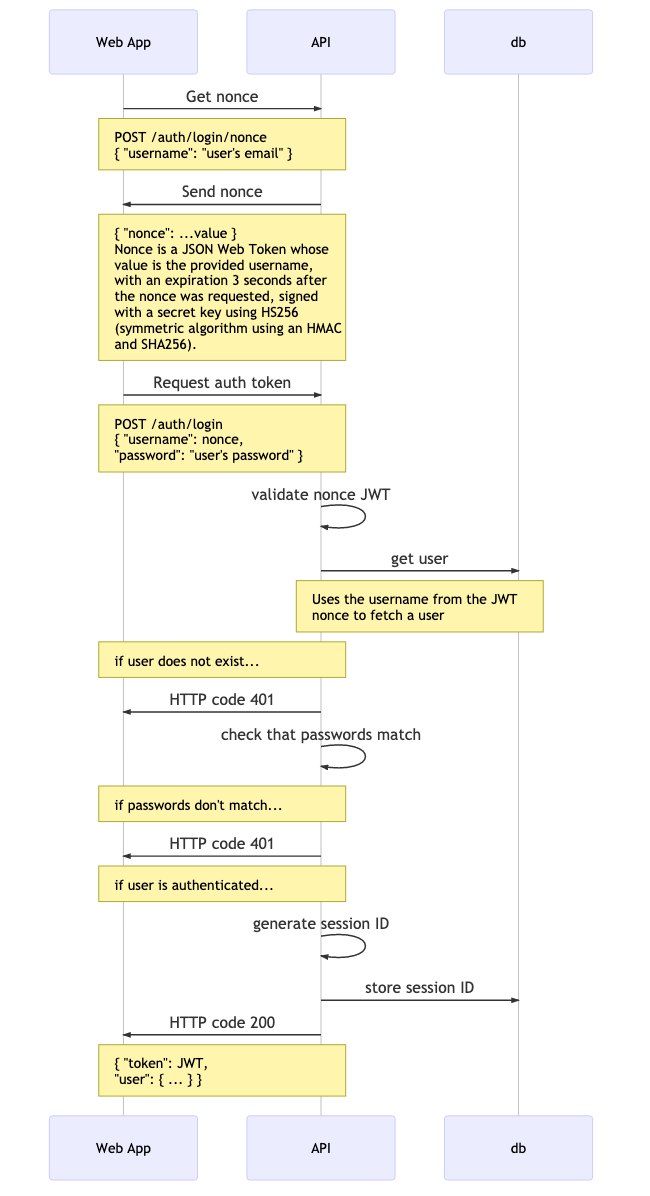 Web App
API
db
Get nonce
POST /auth/login/nonce
{ "username": "user's email" }
Send nonce
{ "nonce": ...value }
Nonce is a JSON Web Token whose
value is the provided username,
with an expiration 3 seconds after
the nonce was requested, signed
with a secret key using HS256
(symmetric algorithm using an HMAC
and SHA256).
Request auth token
POST /auth/login
{ "username": nonce,
"password": "user's password" }
validate nonce JWT
get user
Uses the username from the JWT
nonce to fetch a user
if user does not exist...
HTTP code 401
check that passwords match
if passwords don't match...
HTTP code 401
if user is authenticated...
generate session ID
store session ID
HTTP code 200
{ "token": JWT,
"user": { ... } }
Web App
API
db